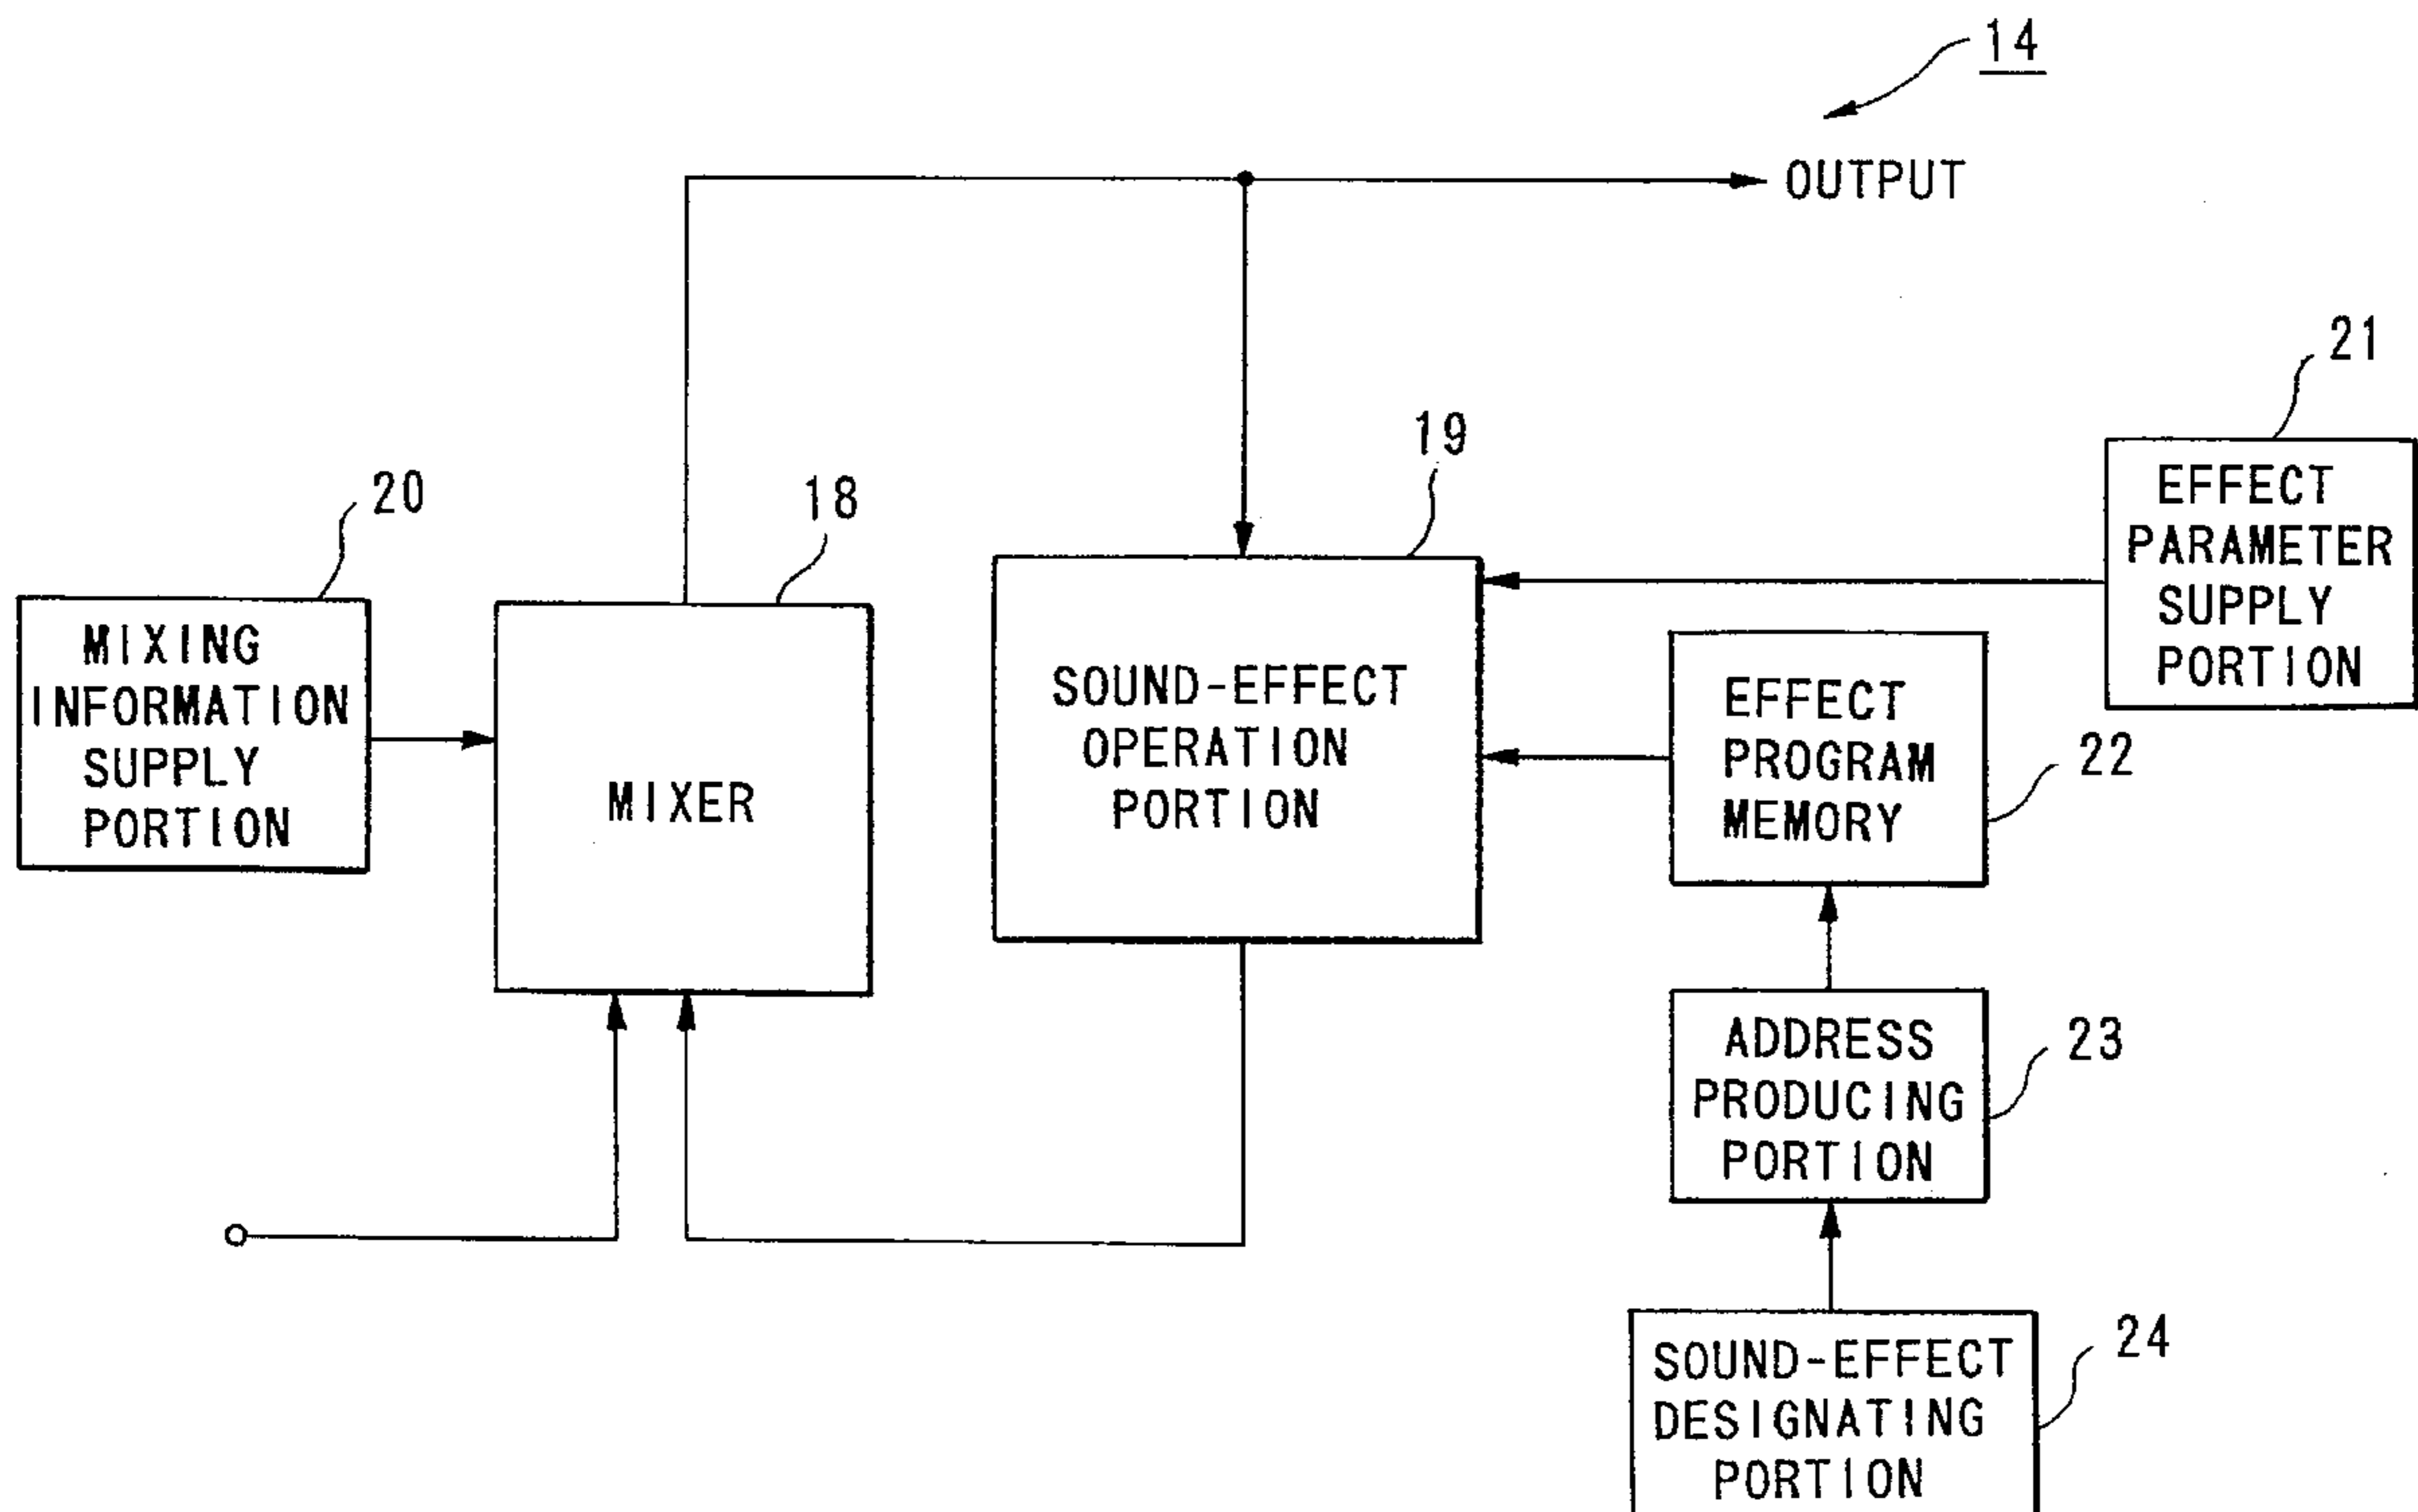 14
OUTPUT
21
EFFECT
PARAMETER
SUPPLY
PORTION
19
20
18
MIXING
INFORMATION
SUPPLY
PORTION
MIXER
SOUND-EFFECT
OPERATION
PORTION
EFFECT
PROGRAM
MEMORY
22
ADDRESS
PRODUCING
PORTION
23
SOUND-EFFECT
DESIGNATING
PORTION
24